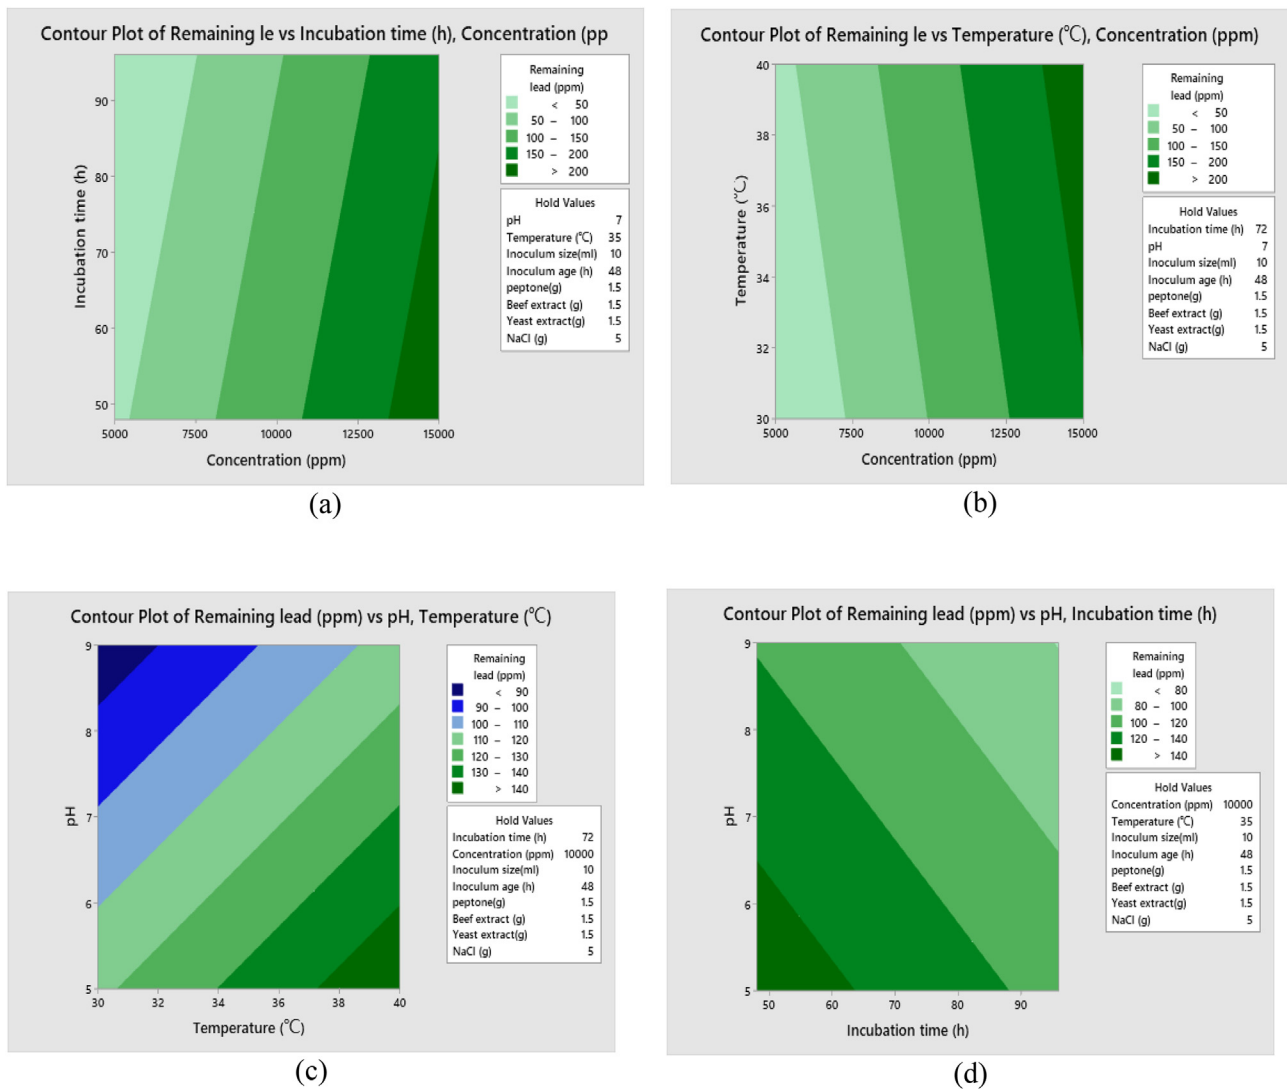 Contour Plot of Remaining le vs Incubation time (h), Concentration (pp
Incubation time (h)
90
80
70
60
50
5000 7500 10000 12500 15000
Concentration (ppm)
Remaining
lead (ppm)
< 50
50 – 100
100 – 150
150 – 200
> 200
Hold Values
pH 7
Temperature (℃) 35
Inoculum size(ml) 10
Inoculum age (h) 48
peptone(g) 1.5
Beef extract (g) 1.5
Yeast extract(g) 1.5
NaCl (g) 5
(a)
Contour Plot of Remaining le vs Temperature (℃), Concentration (ppm)
Temperature (℃)
40
38
36
34
32
30
5000 7500 10000 12500 15000
Concentration (ppm)
Remaining
lead (ppm)
< 50
50 – 100
100 – 150
150 – 200
> 200
Hold Values
Incubation time (h) 72
pH 7
Inoculum size(ml) 10
Inoculum age (h) 48
peptone(g) 1.5
Beef extract (g) 1.5
Yeast extract(g) 1.5
NaCl (g) 5
(b)
Contour Plot of Remaining lead (ppm) vs pH, Temperature (℃)
pH
9
8
7
6
5
30 32 34 36 38 40
Temperature (℃)
Remaining
lead (ppm)
< 90
90 – 100
100 – 110
110 – 120
120 – 130
130 – 140
> 140
Hold Values
Incubation time (h) 72
Concentration (ppm) 10000
Inoculum size(ml) 10
Inoculum age (h) 48
peptone(g) 1.5
Beef extract (g) 1.5
Yeast extract(g) 1.5
NaCl (g) 5
(c)
Contour Plot of Remaining lead (ppm) vs pH, Incubation time (h)
pH
9
8
7
6
5
50 60 70 80 90
Incubation time (h)
Remaining
lead (ppm)
< 80
80 – 100
100 – 120
120 – 140
> 140
Hold Values
Concentration (ppm) 10000
Temperature (℃) 35
Inoculum size(ml) 10
Inoculum age (h) 48
peptone(g) 1.5
Beef extract (g) 1.5
Yeast extract(g) 1.5
NaCl (g) 5
(d)